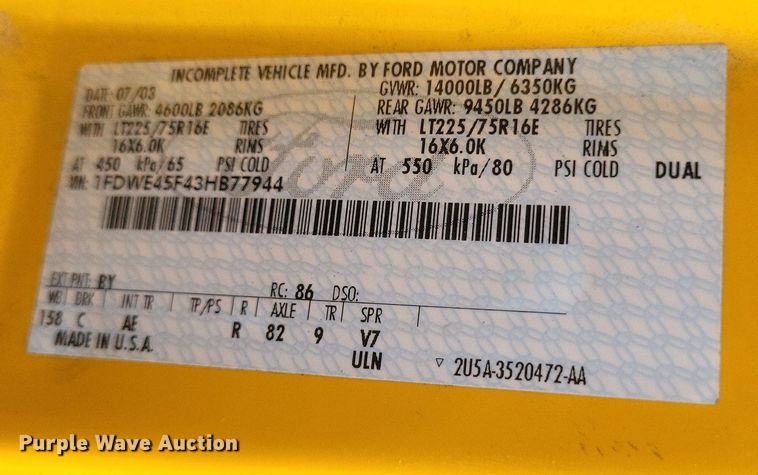 INCOMPLETE VEHICLE MFD. BY FORD MOTOR COMPANY
DATE: 07/03 GVWR: 14000LB/ 6350KG
FRONT GAWR: 4600LB 2086KG REAR GAWR: 9450LB 4286KG
WITH LT225/75R16E TIRES WITH LT225/75R16E TIRES
16X6.0K RIMS 16X6.0K RIMS
AT 450 kPa/65 PSI COLD AT 550 kPa/80 PSI COLD DUAL
VIN: 1FDWE45F43HB77944
Ford
EXT PNT: BY RC: 86 DSO:
WB BRK INT TR TP/PS R AXLE TR SPR
158 C AE R 82 9 V7
MADE IN U.S.A. ULN ▿ 2U5A-3520472-AA
Purple Wave Auction